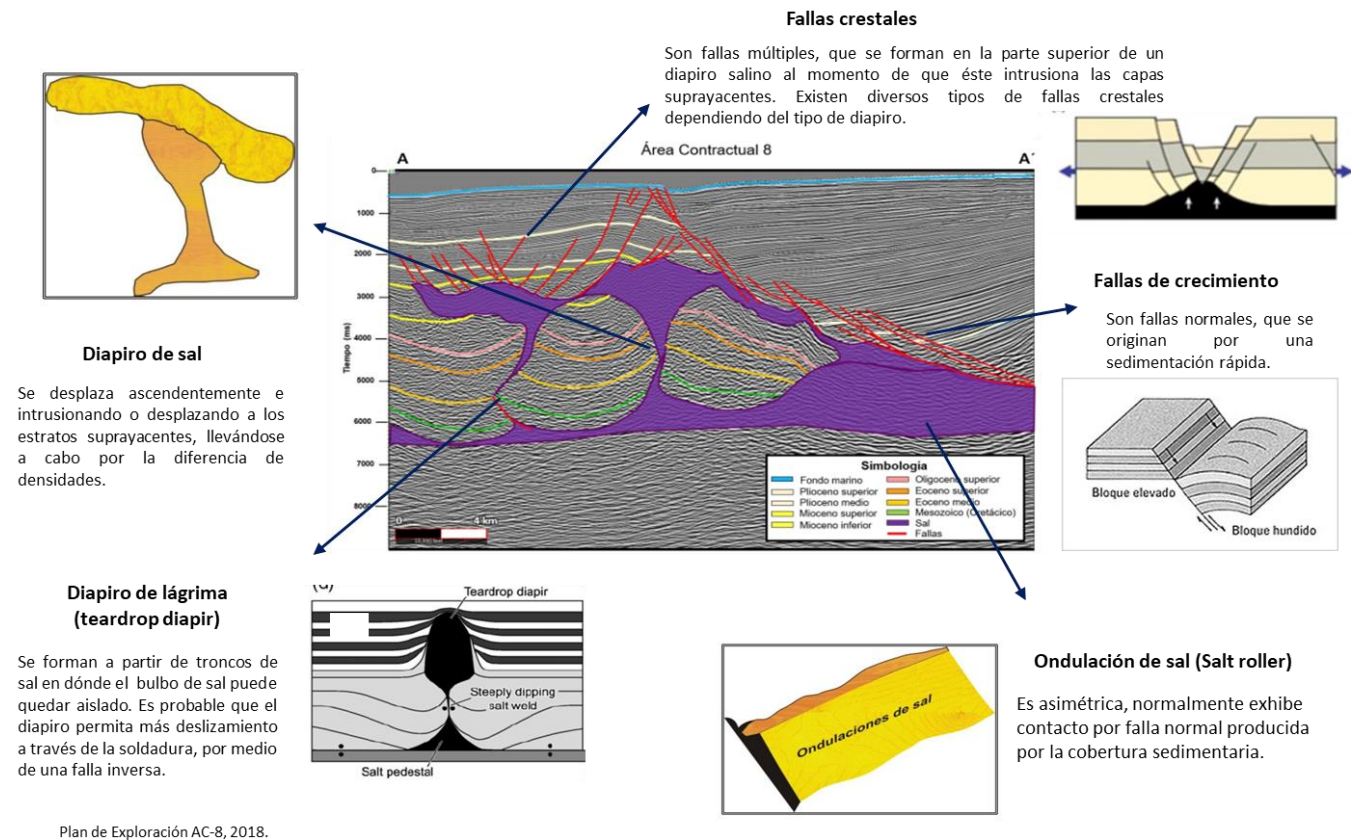 Fallas crestales
Son fallas múltiples, que se forman en la parte superior de un
diapiro salino al momento de que éste intrusiona las capas
suprayacentes. Existen diversos tipos de fallas crestales
dependiendo del tipo de diapiro.
Área Contractual 8
A
A'
0
1000
2000
3000
4000
5000
6000
7000
8000
Tiempo (ms)
0
4 km
Simbologia
Fondo marino
Plioceno superior
Plioceno medio
Mioceno superior
Mioceno inferior
Oligoceno superior
Eoceno superior
Eoceno medio
Mesozoico (Cretácico)
Sal
Fallas
Fallas de crecimiento
Son fallas normales, que se
originan por una
sedimentación rápida.
Bloque elevado
Bloque hundido
Diapiro de sal
Se desplaza ascendentemente e
intrusionando o desplazando a los
estratos suprayacentes, llevándose
a cabo por la diferencia de
densidades.
Diapiro de lágrima
(teardrop diapir)
Se forman a partir de troncos de
sal en dónde el bulbo de sal puede
quedar aislado. Es probable que el
diapiro permita más deslizamiento
a través de la soldadura, por medio
de una falla inversa.
Teardrop diapir
Steeply dipping
salt weld
Salt pedestal
Ondulaciones de sal
Ondulación de sal (Salt roller)
Es asimétrica, normalmente exhibe
contacto por falla normal producida
por la cobertura sedimentaria.
Plan de Exploración AC-8, 2018.